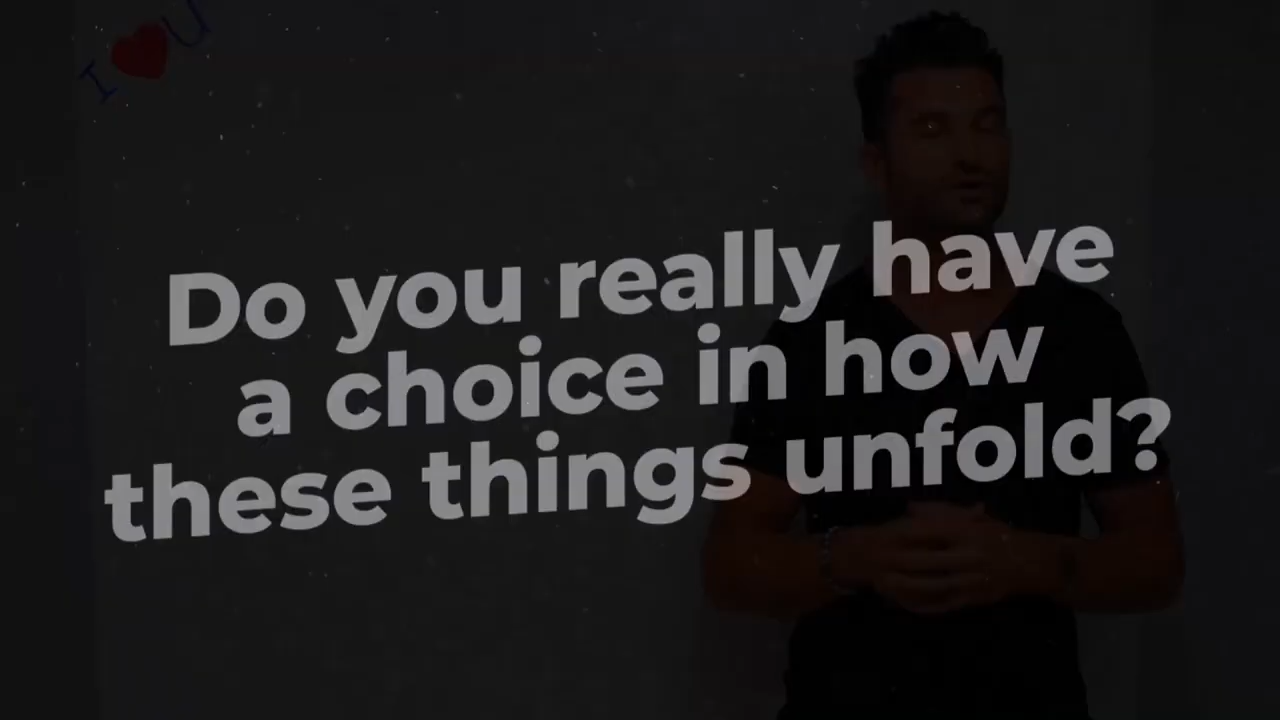 I ❤ U
Do you really have
a choice in how
these things unfold?